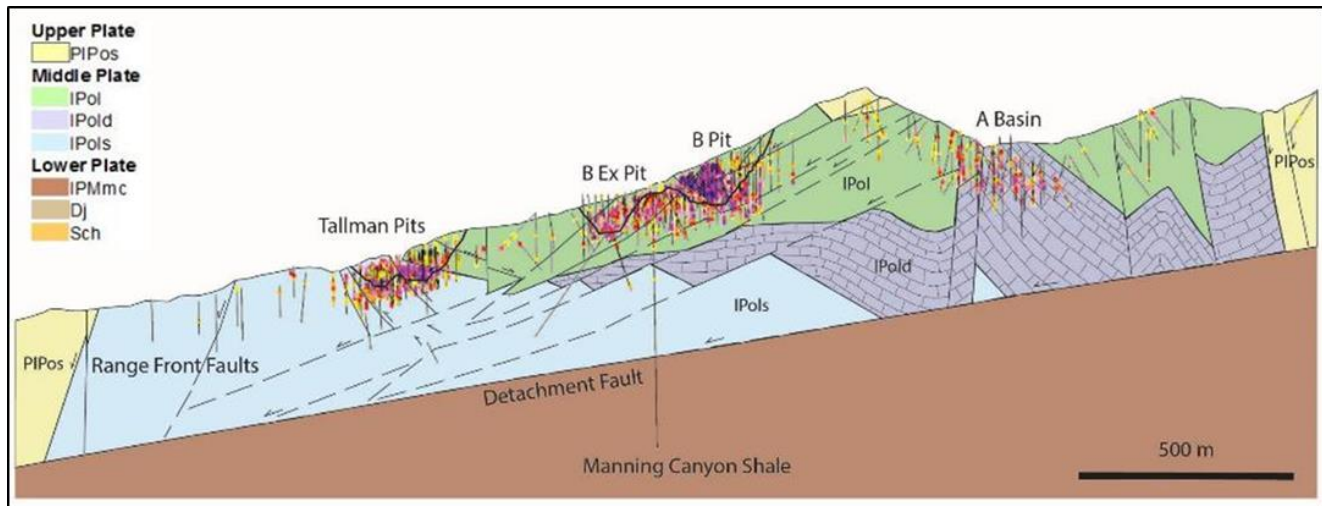 Upper Plate
PIPos
Middle Plate
IPol
IPold
IPols
Lower Plate
IPMmc
Dj
Sch
A Basin
B Pit
B Ex Pit
Tallman Pits
PIPos
IPol
IPold
IPols
PIPos
Range Front Faults
Detachment Fault
Manning Canyon Shale
500 m